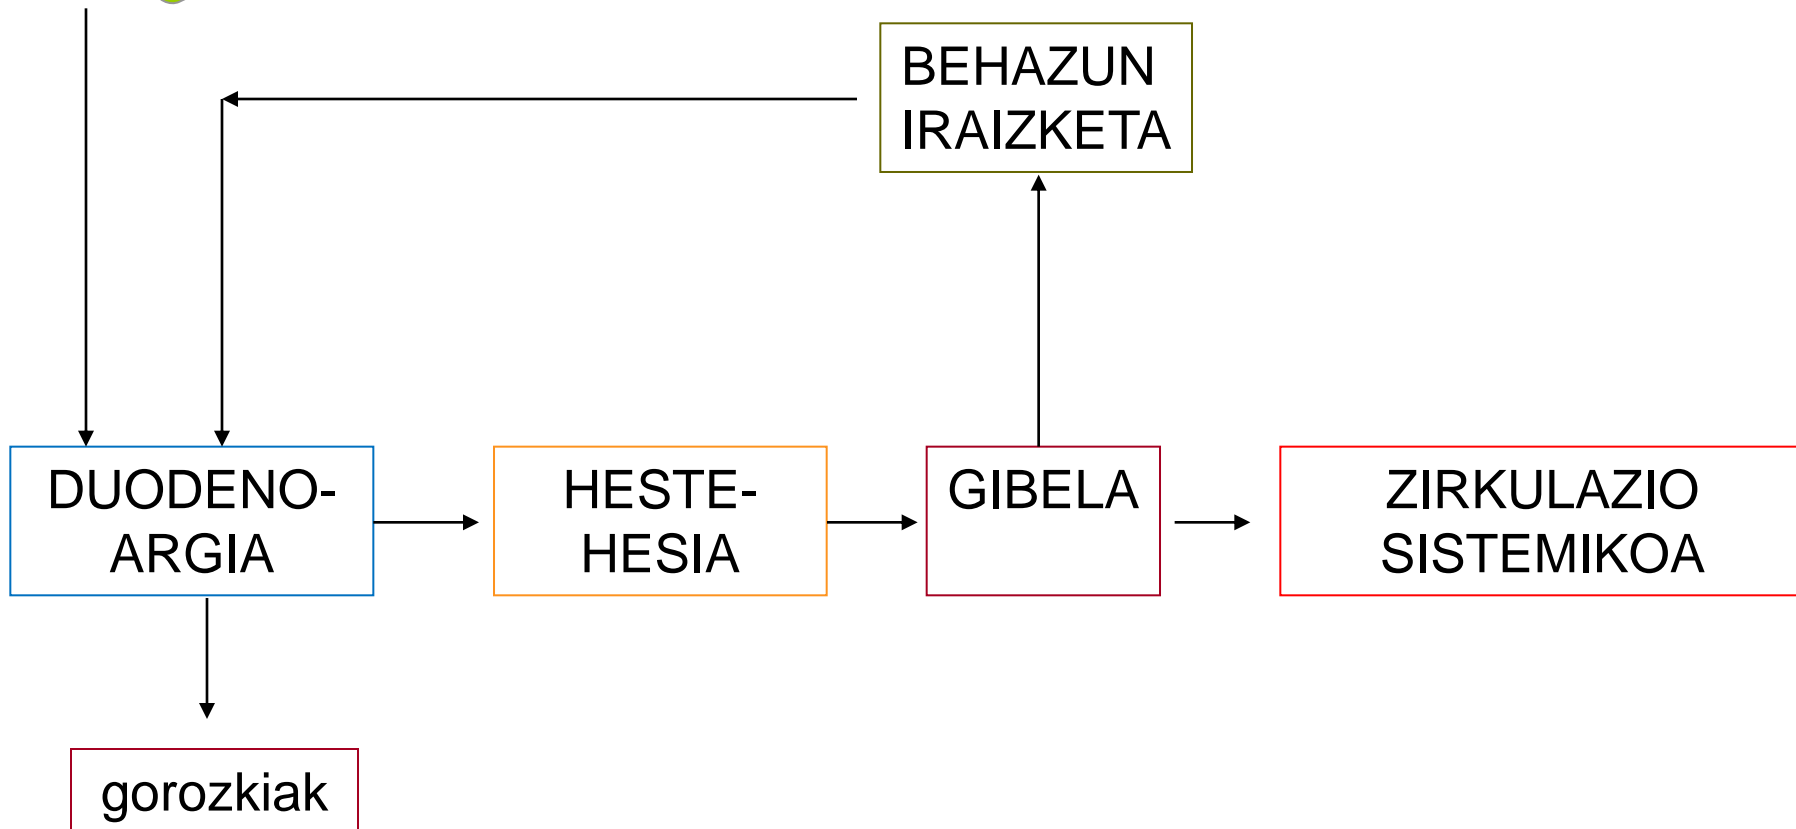 BEHAZUN
IRAIZKETA
DUODENO-
ARGIA
HESTE-
HESIA
GIBELA
ZIRKULAZIO
SISTEMIKOA
gorozkiak